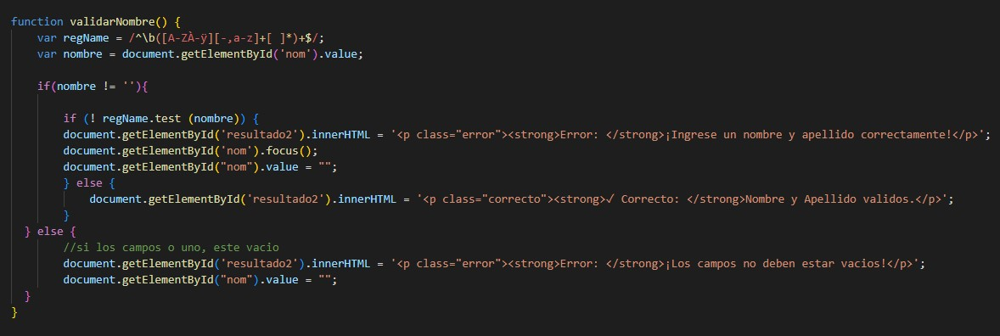 function validarNombre() {
var regName = /^\b([A-ZÀ-ÿ][-,a-z]+[ ]*)+$/;
var nombre = document.getElementById('nom').value;
if(nombre != ''){
if (! regName.test (nombre)) {
document.getElementById('resultado2').innerHTML = '<p class="error"><strong>Error: </strong>¡Ingrese un nombre y apellido correctamente!</p>';
document.getElementById('nom').focus();
document.getElementById("nom").value = "";
} else {
document.getElementById('resultado2').innerHTML = '<p class="correcto"><strong>✓ Correcto: </strong>Nombre y Apellido validos.</p>';
}
} else {
//si los campos o uno, este vacio
document.getElementById('resultado2').innerHTML = '<p class="error"><strong>Error: </strong>¡Los campos no deben estar vacios!</p>';
document.getElementById("nom").value = "";
}
}